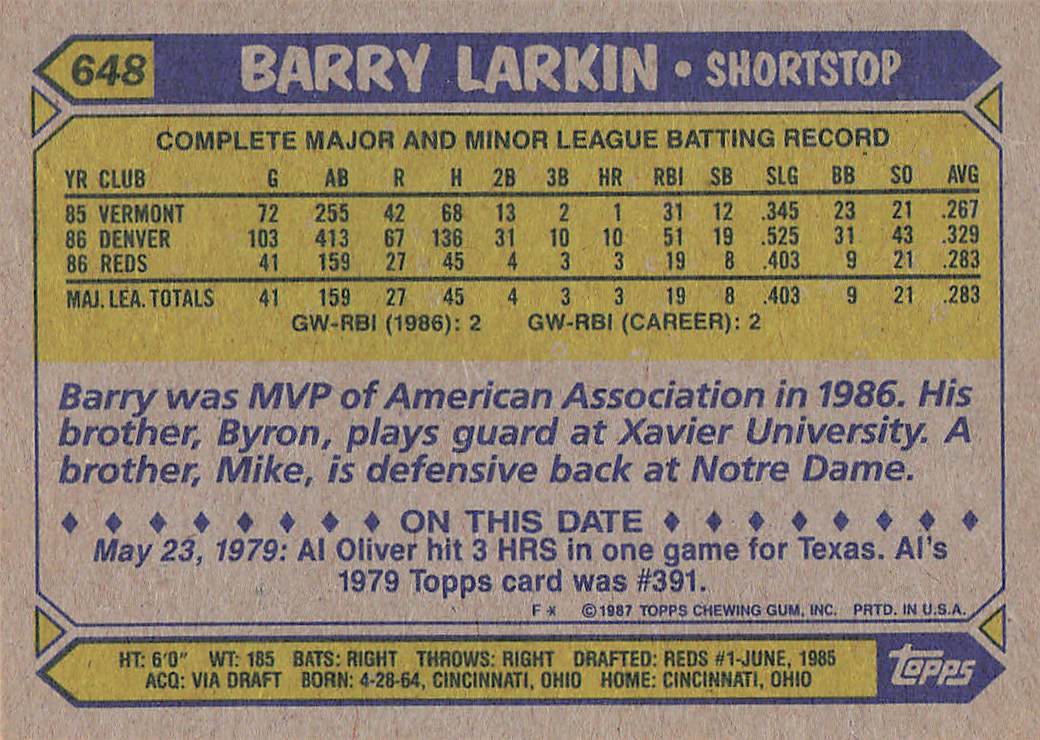 648 BARRY LARKIN • SHORTSTOP
COMPLETE MAJOR AND MINOR LEAGUE BATTING RECORD
YR CLUB G AB R H 2B 3B HR RBI SB SLG BB SO AVG
85 VERMONT 72 255 42 68 13 2 1 31 12 .345 23 21 .267
86 DENVER 103 413 67 136 31 10 10 51 19 .525 31 43 .329
86 REDS 41 159 27 45 4 3 3 19 8 .403 9 21 .283
MAJ. LEA. TOTALS 41 159 27 45 4 3 3 19 8 .403 9 21 .283
GW-RBI (1986): 2 GW-RBI (CAREER): 2
Barry was MVP of American Association in 1986. His
brother, Byron, plays guard at Xavier University. A
brother, Mike, is defensive back at Notre Dame.
♦ ♦ ♦ ♦ ♦ ♦ ♦ ♦ ON THIS DATE ♦ ♦ ♦ ♦ ♦ ♦ ♦ ♦
May 23, 1979: Al Oliver hit 3 HRS in one game for Texas. Al's
1979 Topps card was #391.
F * © 1987 TOPPS CHEWING GUM, INC. PRTD. IN U.S.A.
HT: 6'0" WT: 185 BATS: RIGHT THROWS: RIGHT DRAFTED: REDS #1-JUNE, 1985
ACQ: VIA DRAFT BORN: 4-28-64, CINCINNATI, OHIO HOME: CINCINNATI, OHIO
Topps